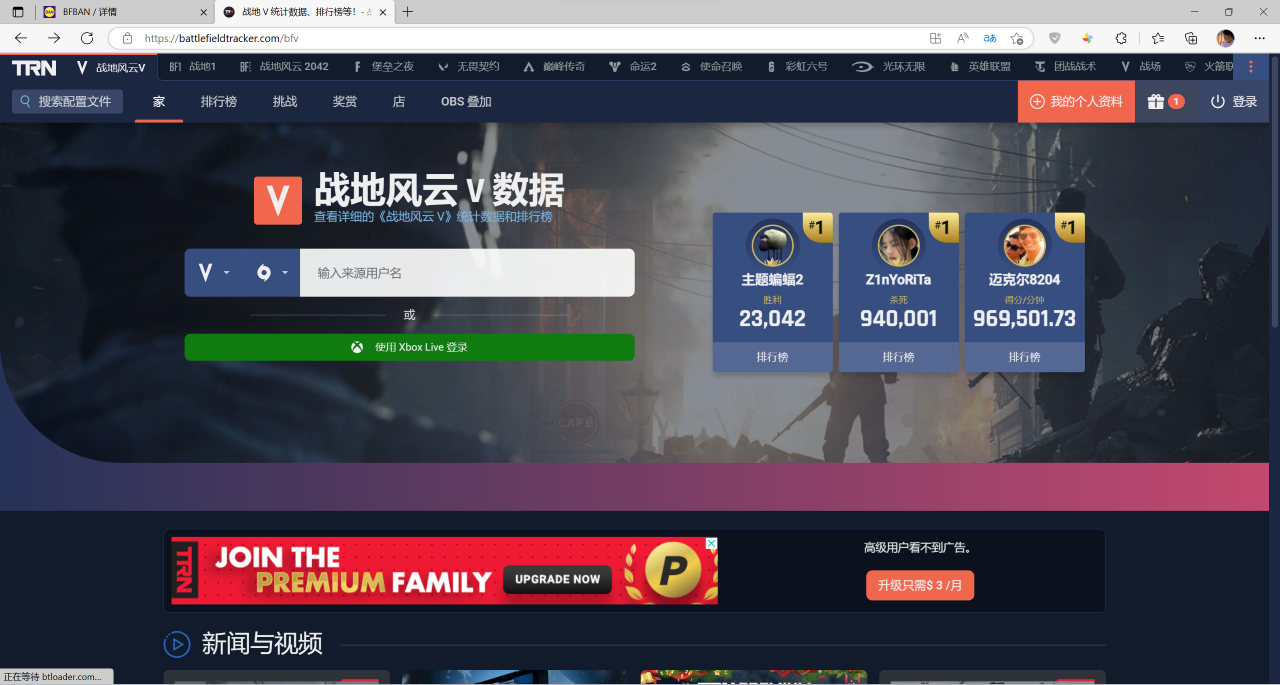 BFBAN / 详情
战地 V 统计数据、排行榜等! - 战
https://battlefieldtracker.com/bfv
TRN 战地风云V 战地1 战地风云 2042 堡垒之夜 无畏契约 巅峰传奇 命运2 使命召唤 彩虹六号 光环无限 英雄联盟 团战战术 战场 火箭联
搜索配置文件 家 排行榜 挑战 奖赏 店 OBS 叠加 我的个人资料 1 登录
战地风云 V 数据
查看详细的《战地风云 V》统计数据和排行榜
输入来源用户名
或
使用 Xbox Live 登录
#1
主题蝙蝠2
胜利
23,042
排行榜
#1
Z1nYoRiTa
杀死
940,001
排行榜
#1
迈克尔8204
得分/分钟
969,501.73
排行榜
CAFE
TRN
JOIN THE
PREMIUM FAMILY
UPGRADE NOW
P
高级用户看不到广告。
升级只需$ 3 /月
新闻与视频
正在等待 btloader.com...